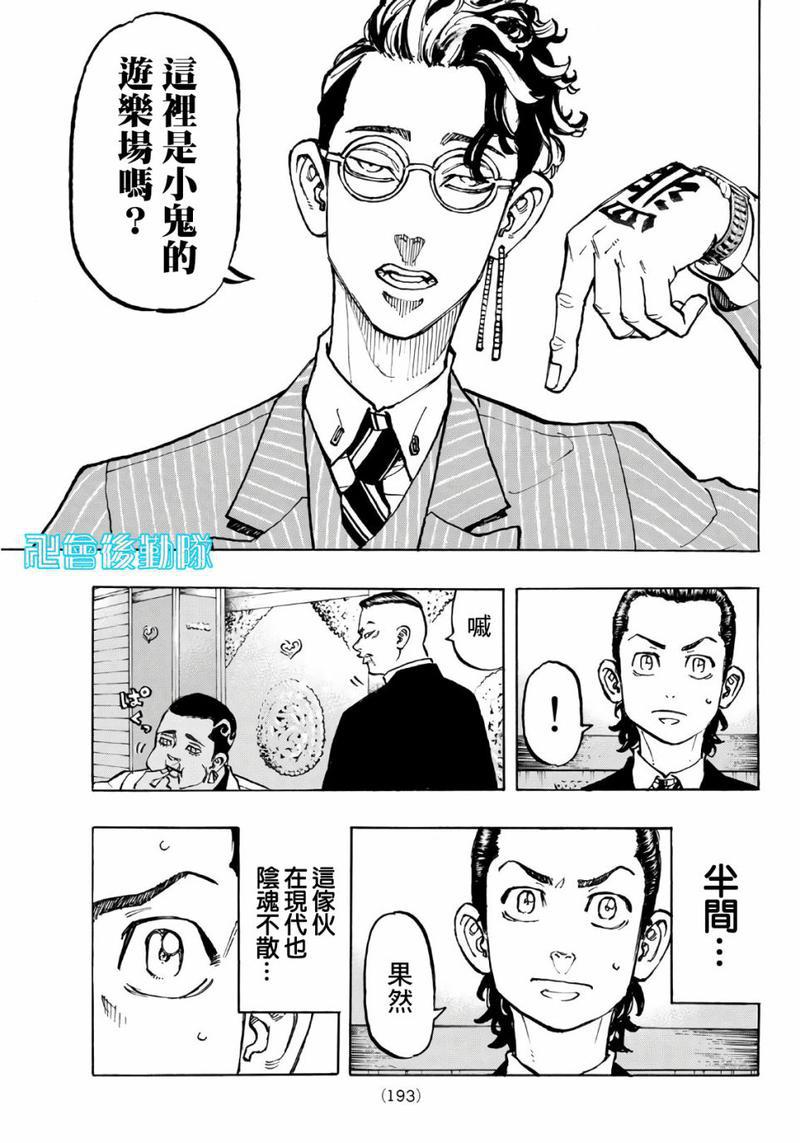 這裡是小鬼的
遊樂場嗎？
卍會後勤隊
！
嘁
ぱくっ
半間…
果然
這傢伙
在現代也
陰魂不散…
(193)